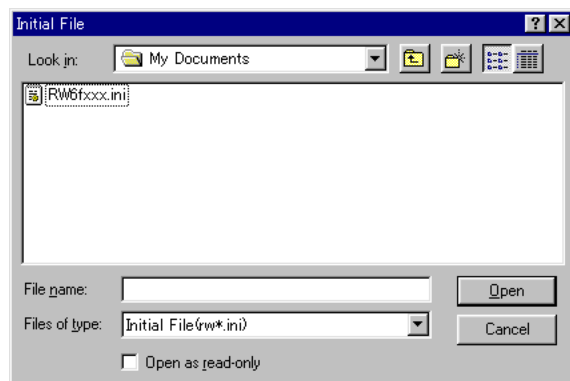 Initial File
Look in: My Documents
RW6fxxx.ini
File name:
Open
Files of type: Initial File(rw*.ini)
Cancel
Open as read-only